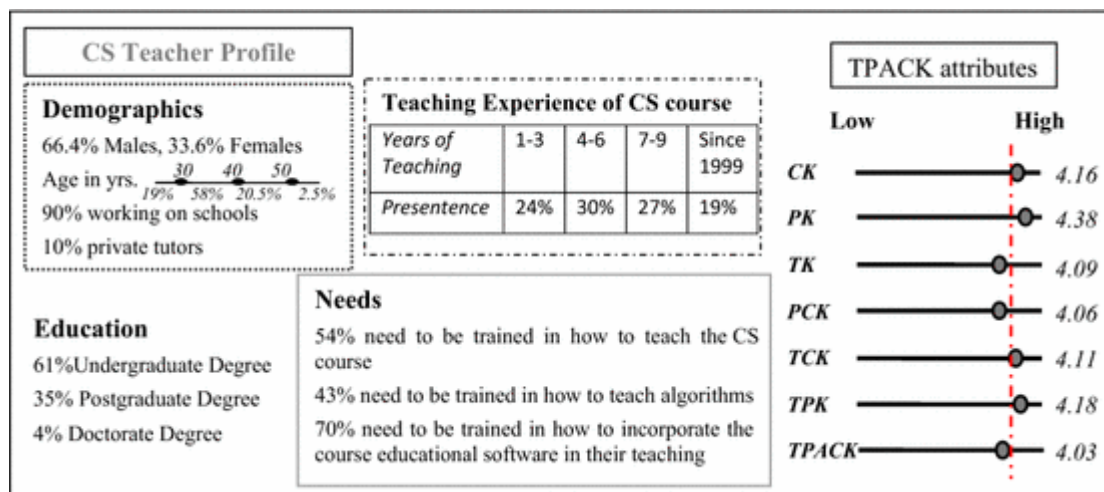 CS Teacher Profile
Demographics
66.4% Males, 33.6% Females
30 40 50
Age in yrs.
19% 58% 20.5% 2.5%
90% working on schools
10% private tutors
Teaching Experience of CS course
Years of Teaching 1-3 4-6 7-9 Since 1999
Presentence 24% 30% 27% 19%
Education
61%Undergraduate Degree
35% Postgraduate Degree
4% Doctorate Degree
Needs
54% need to be trained in how to teach the CS
course
43% need to be trained in how to teach algorithms
70% need to be trained in how to incorporate the
course educational software in their teaching
TPACK attributes
Low High
CK 4.16
PK 4.38
TK 4.09
PCK 4.06
TCK 4.11
TPK 4.18
TPACK 4.03